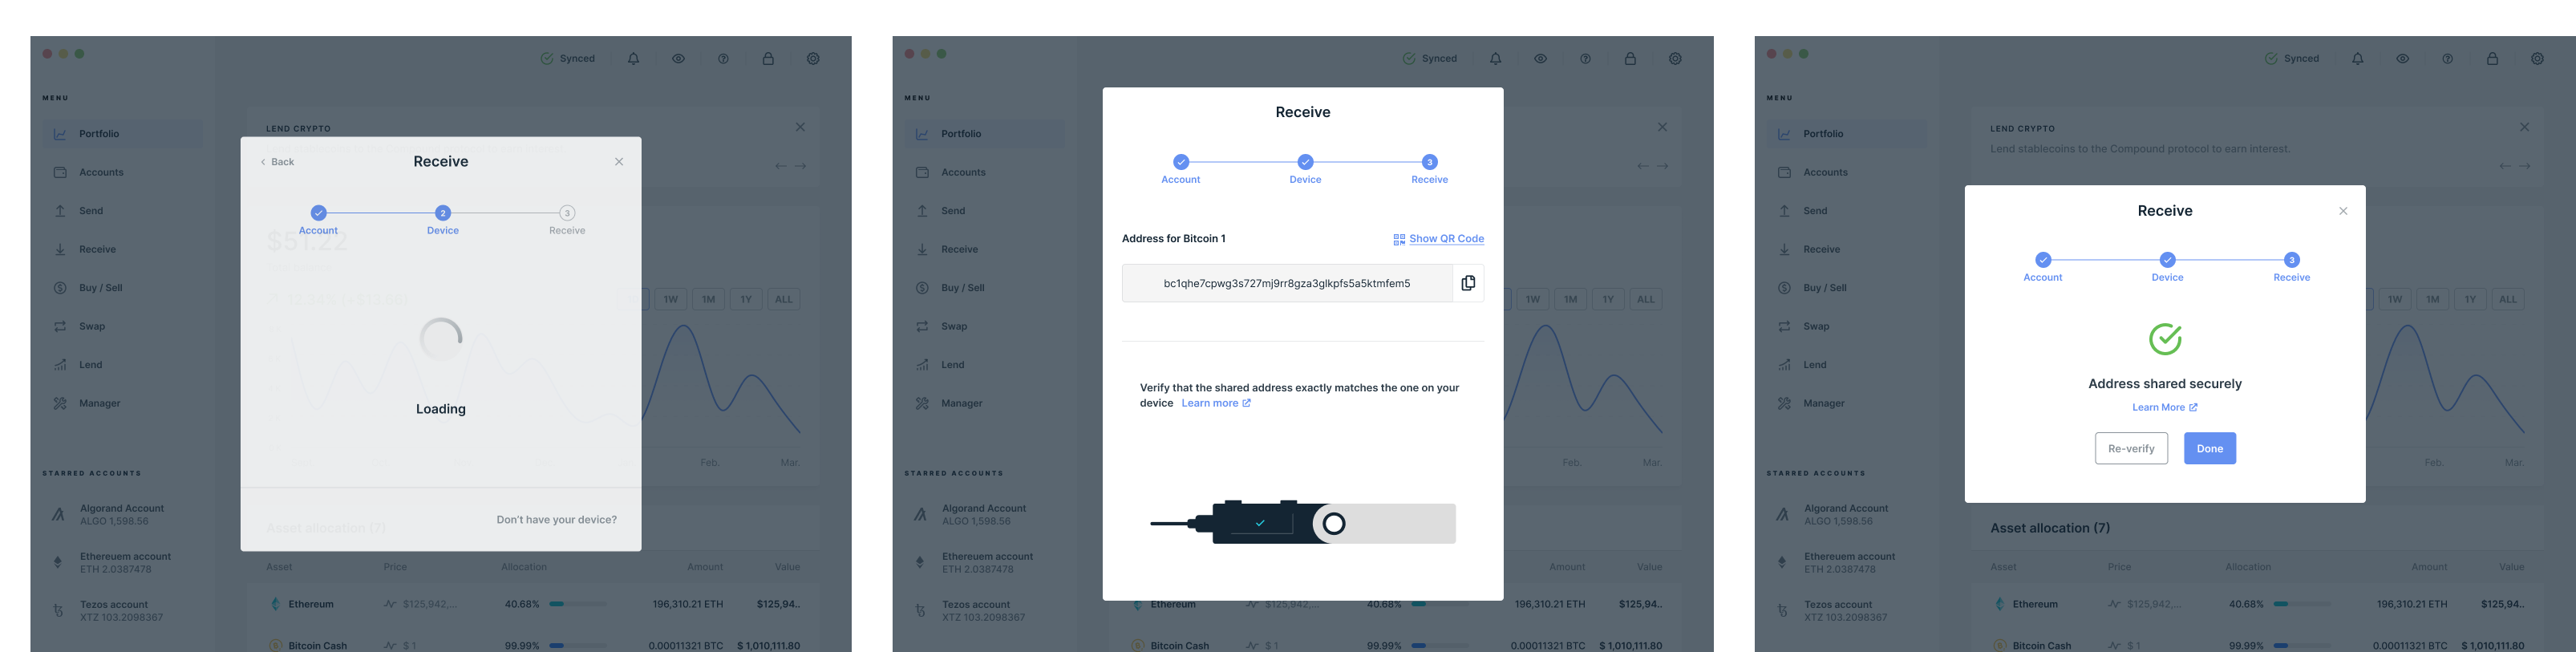 Synced
MENU
Portfolio
Accounts
Send
Receive
Buy / Sell
Swap
Lend
Manager
STARRED ACCOUNTS
Algorand Account
ALGO 1,598.56
Ethereuem account
ETH 2.0387478
Tezos account
XTZ 103.2098367
LEND CRYPTO
Back
Receive
Account
2
Device
3
Receive
$51.22
1W
1M
1Y
ALL
Loading
Feb.
Mar.
Don't have your device?
Asset allocation (7)
Asset Price Allocation Amount Value
Ethereum $125,942,... 40.68% 196,310.21 ETH $125,94..
Bitcoin Cash $ 1 99.99% 0.00011321 BTC $ 1,010,111.80
Synced
MENU
Portfolio
Accounts
Send
Receive
Buy / Sell
Swap
Lend
Manager
STARRED ACCOUNTS
Algorand Account
ALGO 1,598.56
Ethereuem account
ETH 2.0387478
Tezos account
XTZ 103.2098367
Receive
Account
Device
3
Receive
Address for Bitcoin 1
Show QR Code
bc1qhe7cpwg3s727mj9rr8gza3glkpfs5a5ktmfem5
Verify that the shared address exactly matches the one on your
device Learn more
1W
1M
1Y
ALL
Feb.
Mar.
Amount Value
Ethereum $125,942,... 40.68% 196,310.21 ETH $125,94..
Bitcoin Cash $ 1 99.99% 0.00011321 BTC $ 1,010,111.80
Synced
MENU
Portfolio
Accounts
Send
Receive
Buy / Sell
Swap
Lend
Manager
STARRED ACCOUNTS
Algorand Account
ALGO 1,598.56
Ethereuem account
ETH 2.0387478
Tezos account
XTZ 103.2098367
LEND CRYPTO
Lend stablecoins to the Compound protocol to earn interest.
Receive
Account
Device
3
Receive
Address shared securely
Learn More
Re-verify
Done
1W
1M
1Y
ALL
Feb.
Mar.
Asset allocation (7)
Asset Price Allocation Amount Value
Ethereum $125,942,... 40.68% 196,310.21 ETH $125,94..
Bitcoin Cash $ 1 99.99% 0.00011321 BTC $ 1,010,111.80